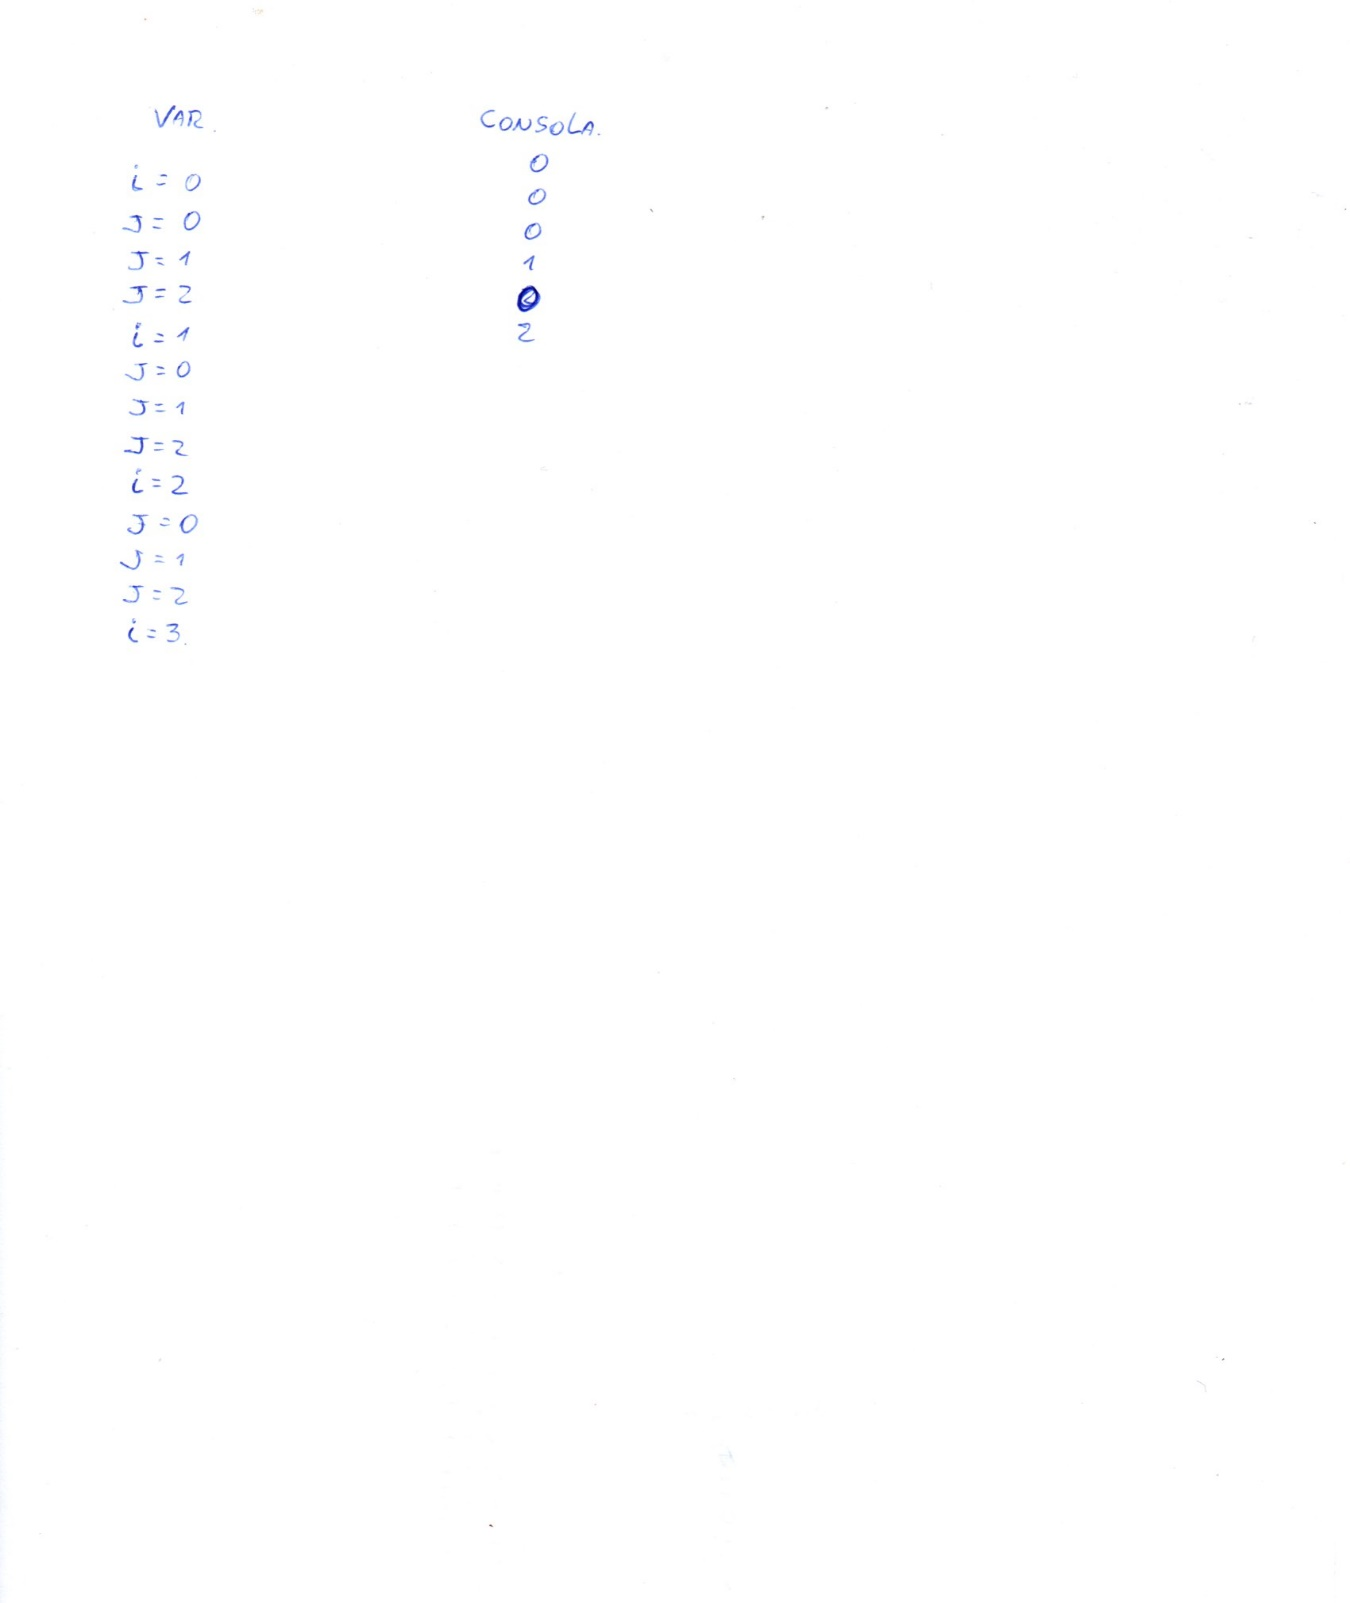 VAR.
i = 0
J = 0
J = 1
J = 2
i = 1
J = 0
J = 1
J = 2
i = 2
J = 0
J = 1
J = 2
i = 3.
CONSOLA.
0
0
0
1
0
2